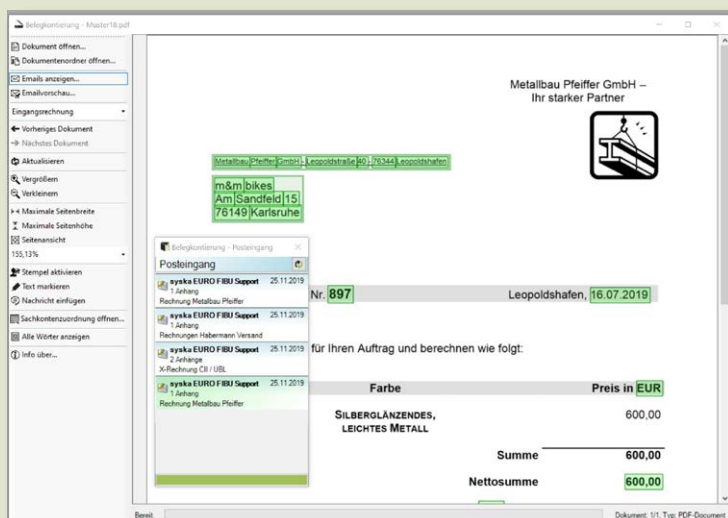 Belegkontierung - Master18.pdf
Dokument öffnen...
Dokumentenordner öffnen...
Emails anzeigen...
Emailvorschau...
Eingangsrechnung
Vorheriges Dokument
Nächstes Dokument
Aktualisieren
Vergrößern
Verkleinern
Maximale Seitenbreite
Maximale Seitenhöhe
Seitenansicht
155,13%
Stempel aktivieren
Text markieren
Nachricht einfügen
Sachkontenzuordnung öffnen...
Alle Wörter anzeigen
Info über...
Metallbau Pfeiffer GmbH –
Ihr starker Partner
Metallbau Pfeiffer GmbH - Leopoldstraße 40 - 76344 Leopoldshafen
m&m bikes
Am Sandfeld 15
76149 Karlsruhe
Belegkontierung - Posteingang
Posteingang
syska EURO FIBU Support 25.11.2019
1 Anhang
Rechnung Metallbau Pfeiffer
syska EURO FIBU Support 25.11.2019
1 Anhang
Rechnungen Habermann Versand
syska EURO FIBU Support 25.11.2019
2 Anhänge
X-Rechnung CII / UBL
syska EURO FIBU Support 25.11.2019
1 Anhang
Rechnung Metallbau Pfeiffer
Nr. 897 Leopoldshafen, 16.07.2019
für Ihren Auftrag und berechnen wie folgt:
Farbe Preis in EUR
SILBERGLÄNZENDES, 600,00
LEICHTES METALL
Summe 600,00
Nettosumme 600,00
Bereit Dokument: 1/1, Typ: PDF-Document